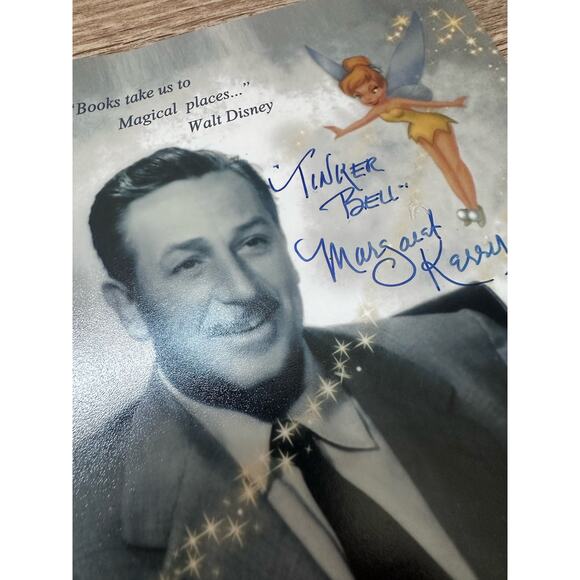 "Books take us to
Magical places..."
Walt Disney
"TINKER
BELL"
Margaret
Kerry